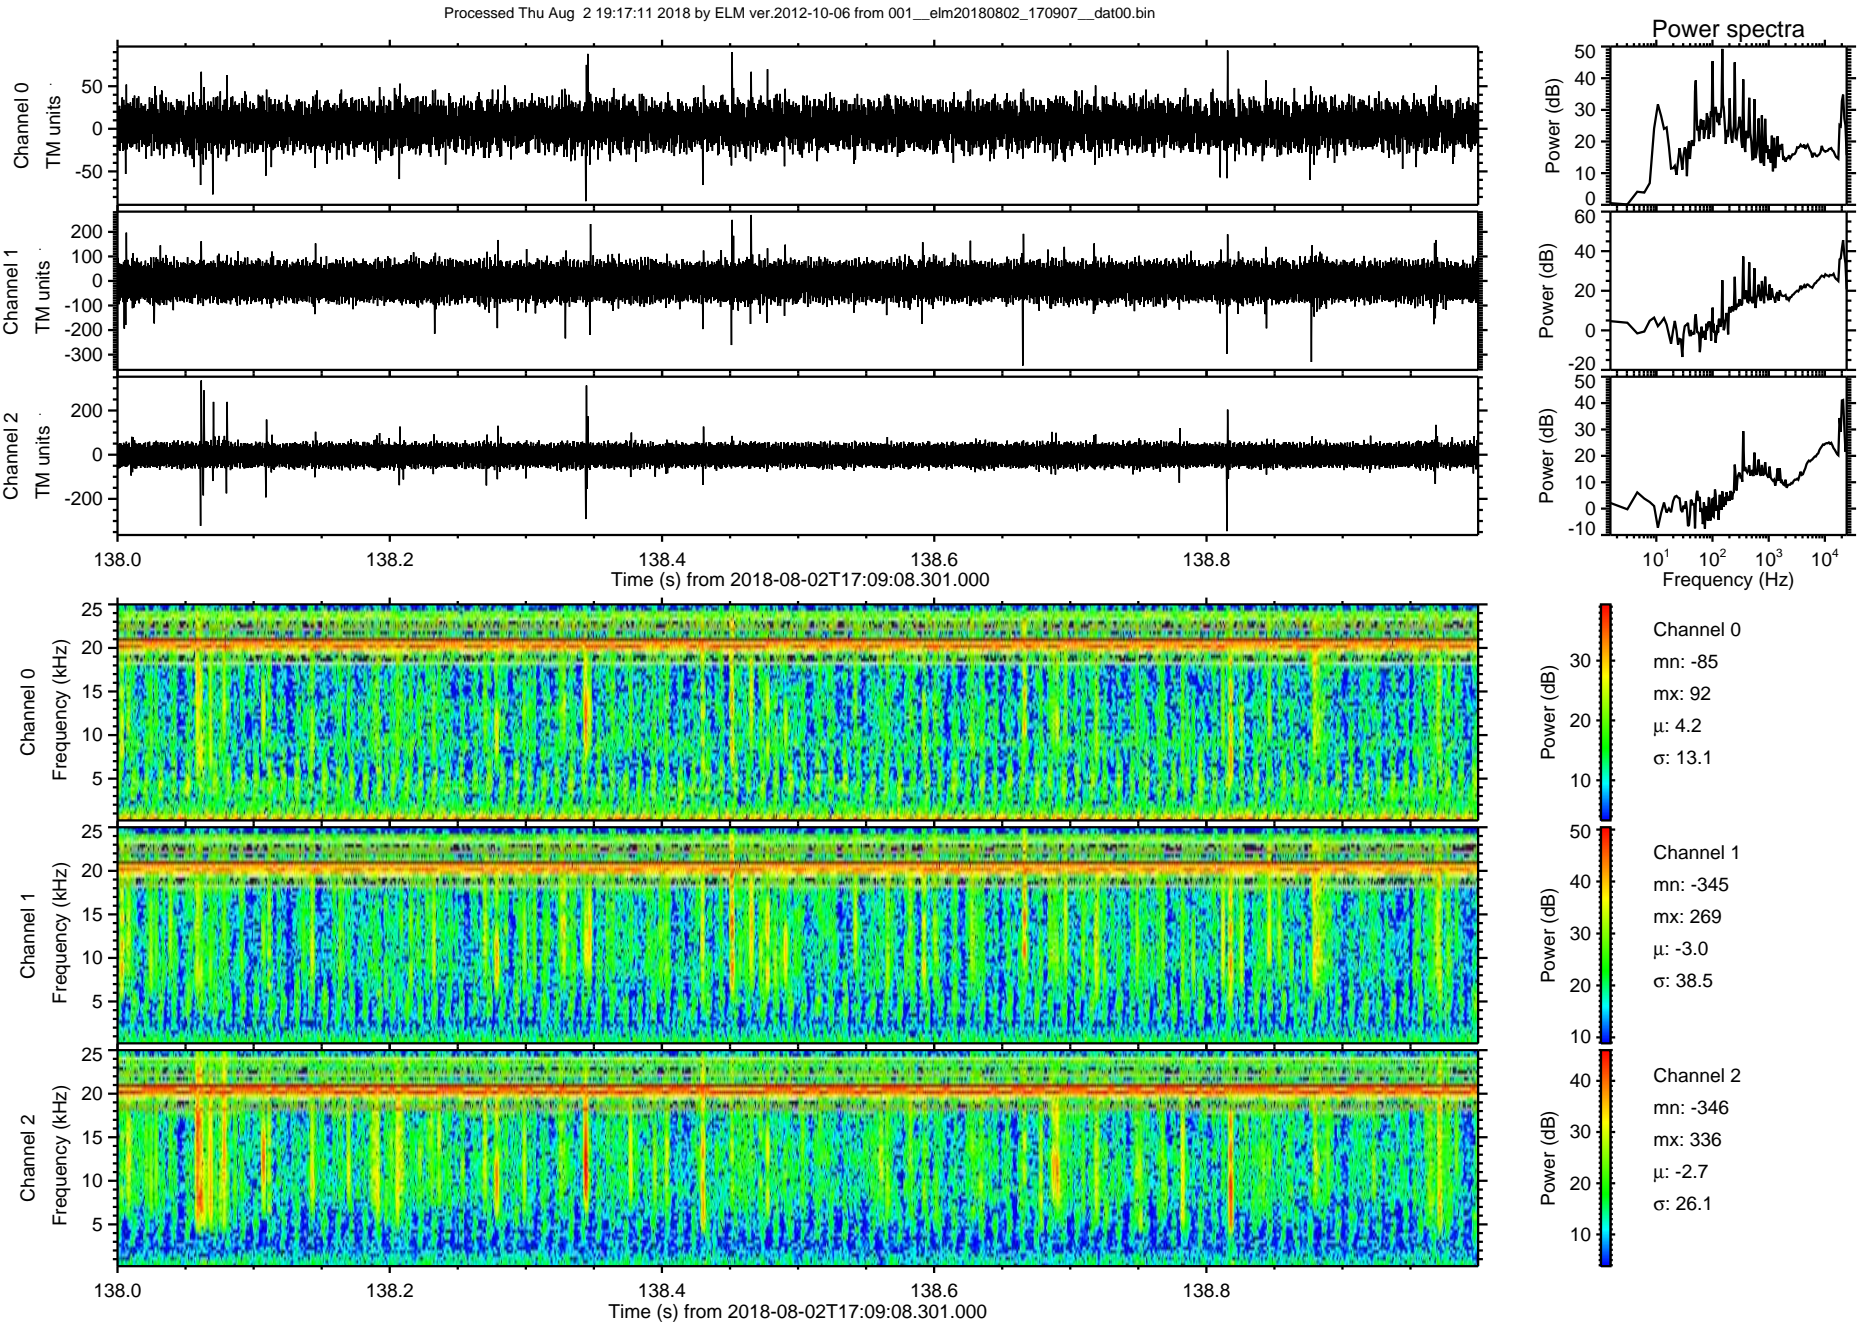 Processed Thu Aug  2 19:17:11 2018 by ELM ver.2012-10-06 from 001__elm20180802_170907__dat00.bin
Power spectra
Channel 0
TM units
50
0
-50
Power (dB)
50
40
30
20
10
0
Channel 1
TM units
200
100
0
-100
-200
-300
Power (dB)
60
40
20
0
-20
Channel 2
TM units
200
0
-200
Power (dB)
50
40
30
20
10
0
-10
138.0 138.2 138.4 138.6 138.8
Time (s) from 2018-08-02T17:09:08.301.000
10¹ 10² 10³ 10⁴
Frequency (Hz)
Channel 0
Frequency (kHz)
25
20
15
10
5
Power (dB)
30
20
10
Channel 0
mn: -85
mx: 92
μ: 4.2
σ: 13.1
Channel 1
Frequency (kHz)
25
20
15
10
5
Power (dB)
50
40
30
20
10
Channel 1
mn: -345
mx: 269
μ: -3.0
σ: 38.5
Channel 2
Frequency (kHz)
25
20
15
10
5
Power (dB)
40
30
20
10
Channel 2
mn: -346
mx: 336
μ: -2.7
σ: 26.1
138.0 138.2 138.4 138.6 138.8
Time (s) from 2018-08-02T17:09:08.301.000